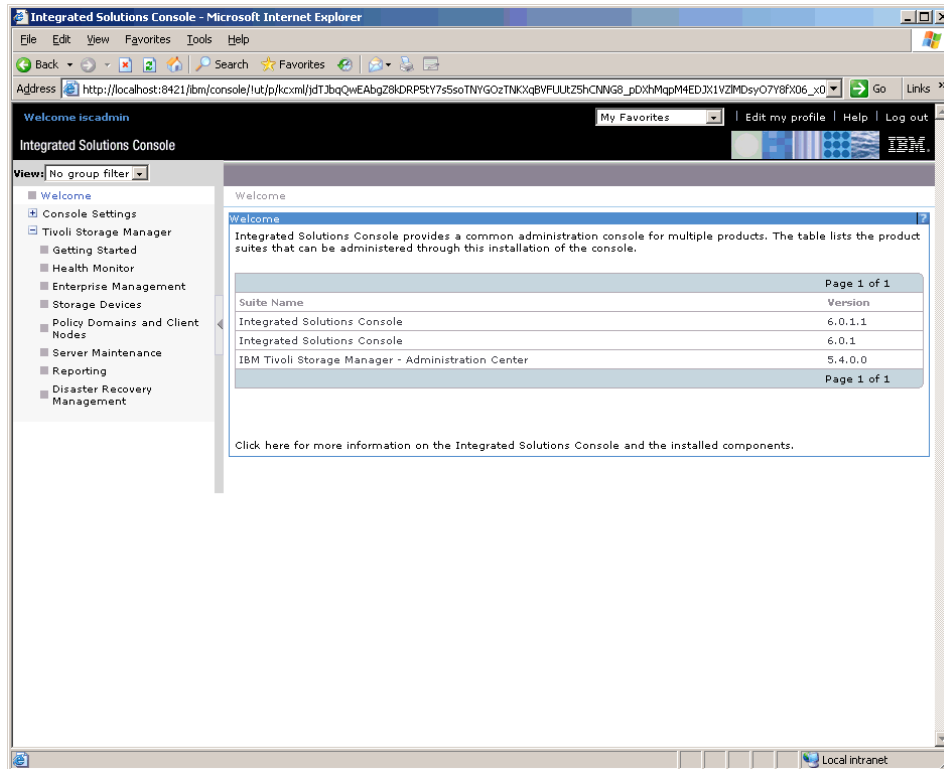 Integrated Solutions Console - Microsoft Internet Explorer
File Edit View Favorites Tools Help
Back Search Favorites
Address http://localhost:8421/ibm/console/!ut/p/kcxml/ Go Links »
Welcome iscadmin My Favorites | Edit my profile | Help | Log out
Integrated Solutions Console IBM.
View: No group filter
Welcome
Console Settings
Tivoli Storage Manager
Getting Started
Health Monitor
Enterprise Management
Storage Devices
Policy Domains and Client
Nodes
Server Maintenance
Reporting
Disaster Recovery
Management
Welcome
Welcome ?
Integrated Solutions Console provides a common administration console for multiple products. The table lists the product
suites that can be administered through this installation of the console.
Page 1 of 1
Suite Name Version
Integrated Solutions Console 6.0.1.1
Integrated Solutions Console 6.0.1
IBM Tivoli Storage Manager - Administration Center 5.4.0.0
Page 1 of 1
Click here for more information on the Integrated Solutions Console and the installed components.
Local intranet